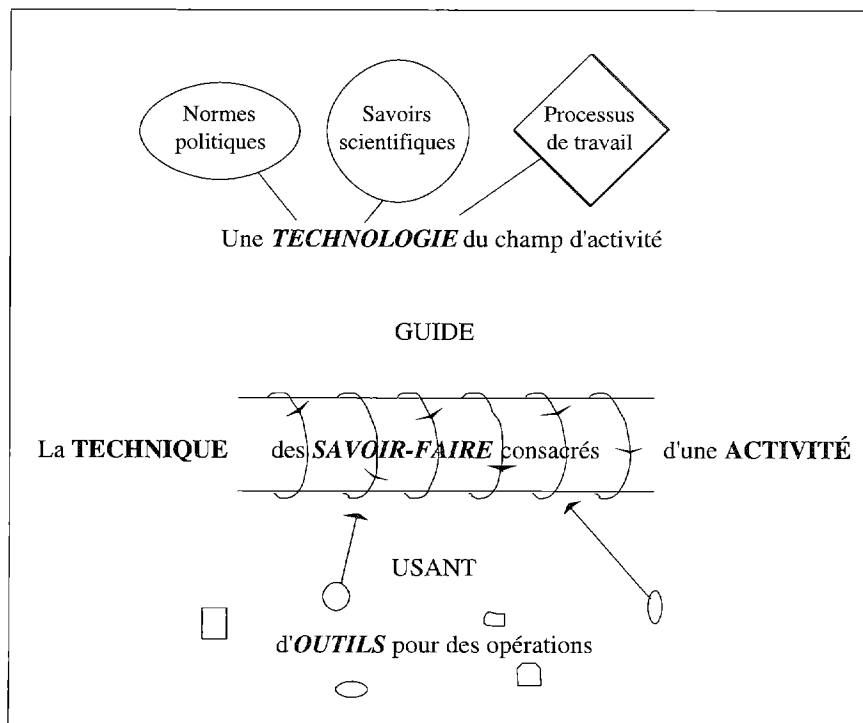 Normes
politiques
Savoirs
scientifiques
Processus
de travail
Une TECHNOLOGIE du champ d'activité
GUIDE
La TECHNIQUE des SAVOIR-FAIRE consacrés d'une ACTIVITÉ
USANT
d'OUTILS pour des opérations